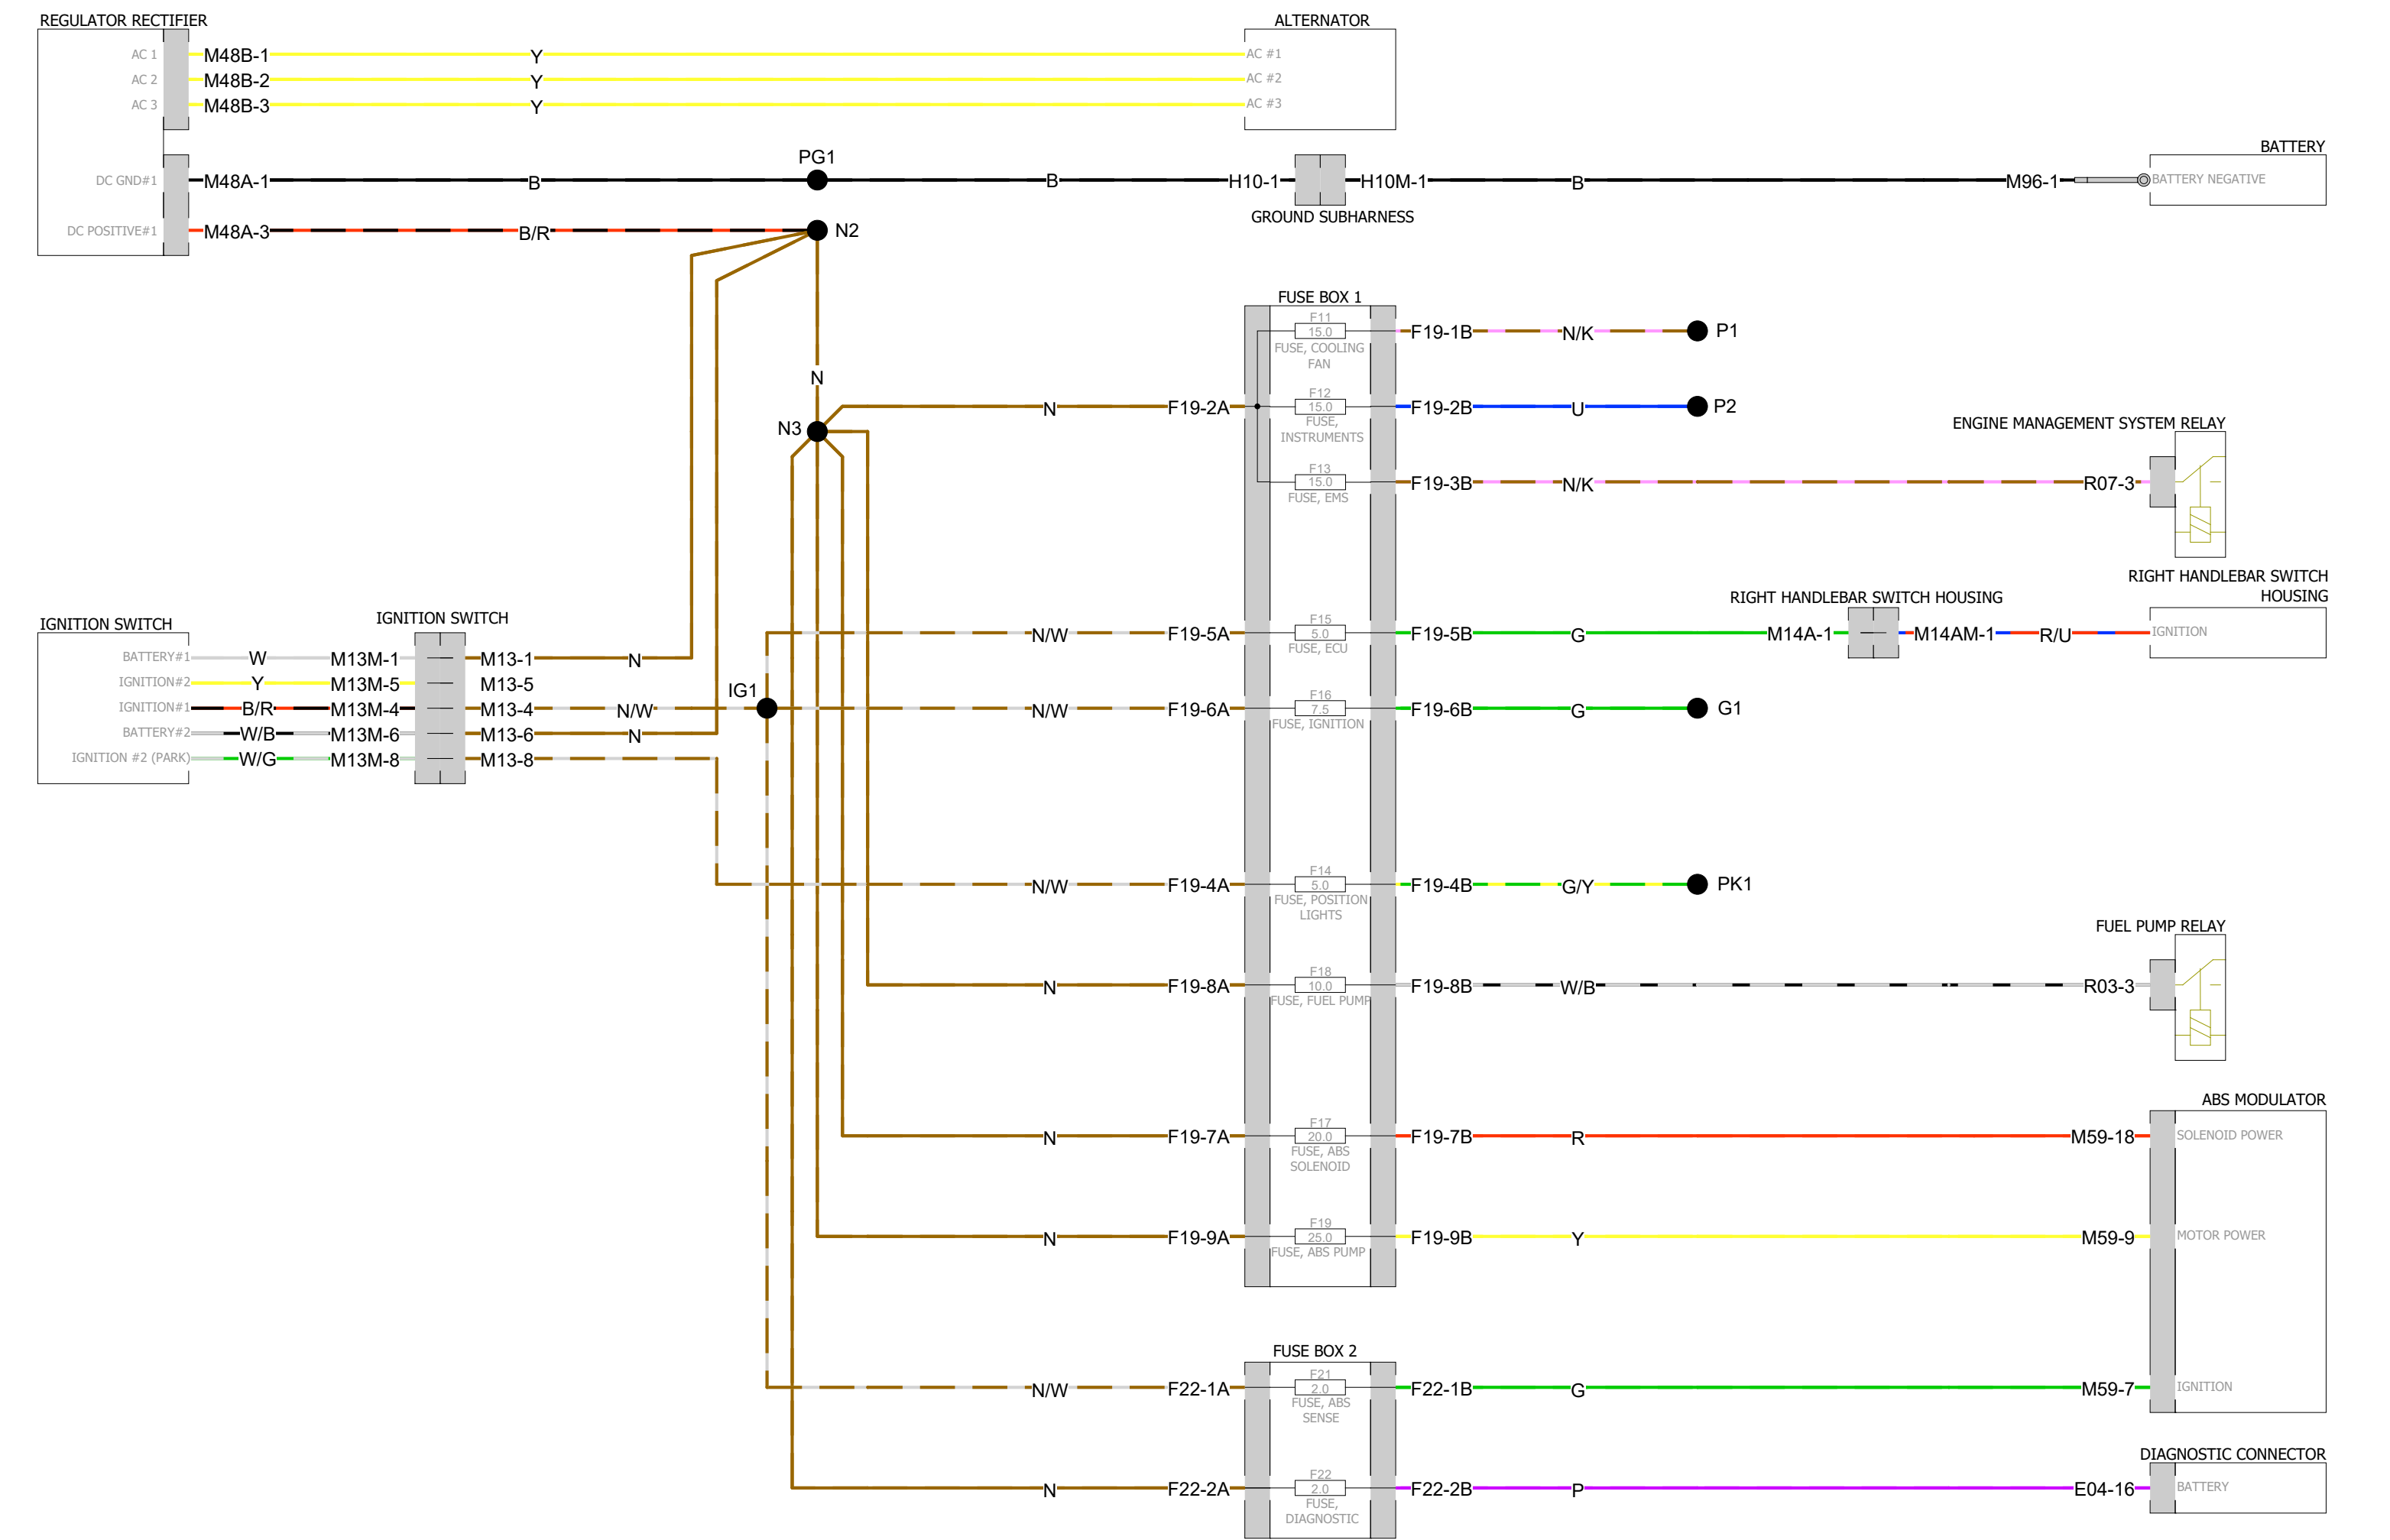 REGULATOR RECTIFIER
ALTERNATOR
AC 1 M48B-1 Y AC #1
AC 2 M48B-2 Y AC #2
AC 3 M48B-3 Y AC #3
BATTERY
PG1
DC GND#1 M48A-1 B B H10-1 H10M-1 B M96-1 BATTERY NEGATIVE
GROUND SUBHARNESS
DC POSITIVE#1 M48A-3 B/R N2
FUSE BOX 1
F11
15.0 F19-1B N/K P1
FUSE, COOLING
FAN
N
F12
N F19-2A 15.0 F19-2B U P2
FUSE,
INSTRUMENTS
N3
ENGINE MANAGEMENT SYSTEM RELAY
F13
15.0 F19-3B N/K R07-3
FUSE, EMS
RIGHT HANDLEBAR SWITCH
HOUSING
RIGHT HANDLEBAR SWITCH HOUSING
IGNITION SWITCH
IGNITION SWITCH
F15
N/W F19-5A 5.0 F19-5B G M14A-1 M14AM-1 R/U IGNITION
FUSE, ECU
BATTERY#1 W M13M-1 M13-1 N
IGNITION#2 Y M13M-5 M13-5
IG1
F16
IGNITION#1 B/R M13M-4 M13-4 N/W N/W F19-6A 7.5 F19-6B G G1
FUSE, IGNITION
BATTERY#2 W/B M13M-6 M13-6 N
IGNITION #2 (PARK) W/G M13M-8 M13-8
F14
N/W F19-4A 5.0 F19-4B G/Y PK1
FUSE, POSITION
LIGHTS
FUEL PUMP RELAY
F18
N F19-8A 10.0 F19-8B W/B R03-3
FUSE, FUEL PUMP
ABS MODULATOR
F17
N F19-7A 20.0 F19-7B R M59-18 SOLENOID POWER
FUSE, ABS
SOLENOID
F19
N F19-9A 25.0 F19-9B Y M59-9 MOTOR POWER
FUSE, ABS PUMP
FUSE BOX 2
F21
N/W F22-1A 2.0 F22-1B G M59-7 IGNITION
FUSE, ABS
SENSE
DIAGNOSTIC CONNECTOR
F22
N F22-2A 2.0 F22-2B P E04-16 BATTERY
FUSE,
DIAGNOSTIC